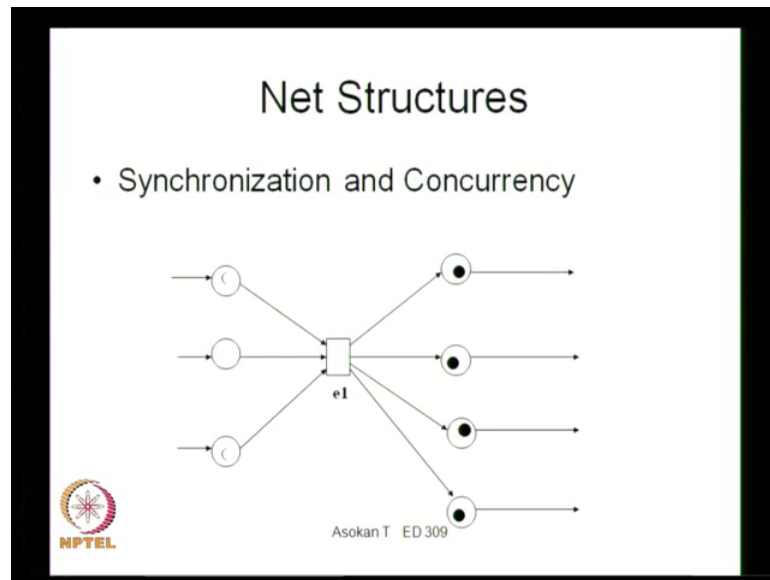 Net Structures
• Synchronization and Concurrency
e1
Asokan T ED 309
NPTEL